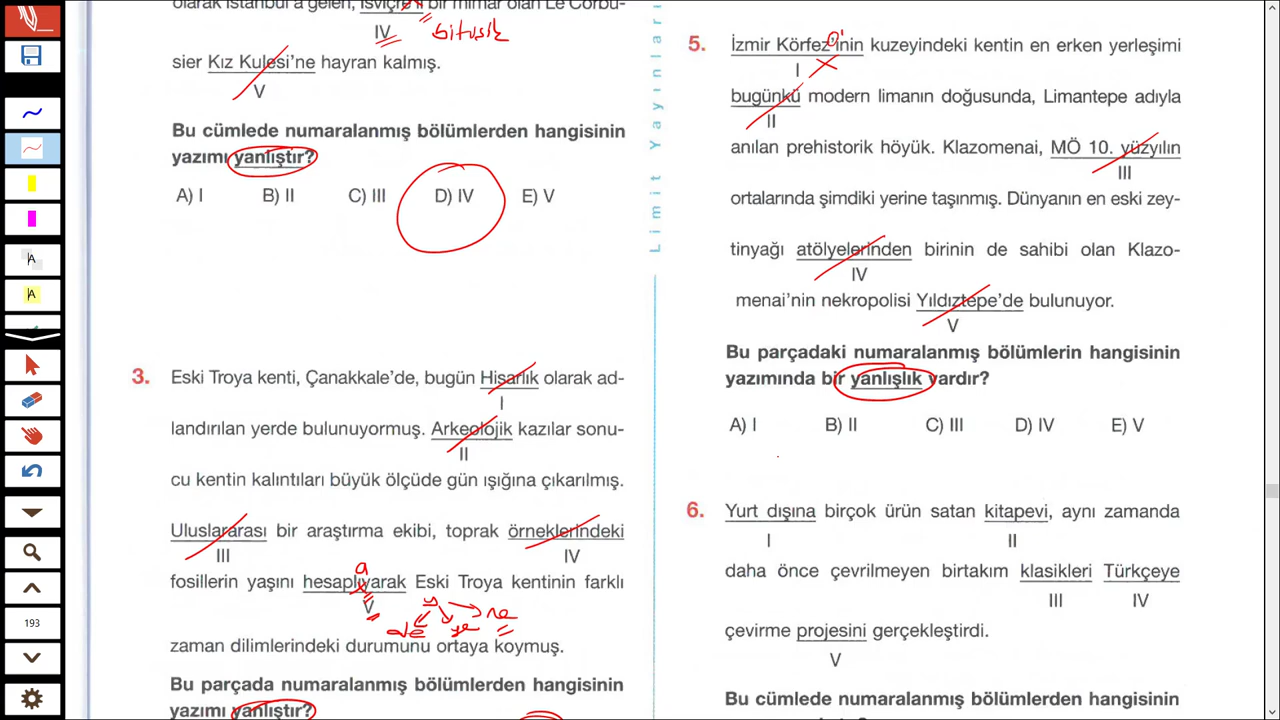 olarak İstanbul'a gelen, İsviçreli bir mimar olan Le Corbu-
IV
bitişik
sier Kız Kulesi'ne hayran kalmış.
V
Bu cümlede numaralanmış bölümlerden hangisinin
yazımı yanlıştır?
A) I B) II C) III D) IV E) V
3. Eski Troya kenti, Çanakkale'de, bugün Hisarlık olarak ad-
I
landırılan yerde bulunuyormuş. Arkeolojik kazılar sonu-
II
cu kentin kalıntıları büyük ölçüde gün ışığına çıkarılmış.
Uluslararası bir araştırma ekibi, toprak örneklerindeki
III IV
a
fosillerin yaşını hesaplıyarak Eski Troya kentinin farklı
V
y
de ye ne
zaman dilimlerindeki durumunu ortaya koymuş.
Bu parçada numaralanmış bölümlerden hangisinin
yazımı yanlıştır?
Limit Yayınları
5. İzmir Körfez'inin kuzeyindeki kentin en erken yerleşimi
I
bugünkü modern limanın doğusunda, Limantepe adıyla
II
anılan prehistorik höyük. Klazomenai, MÖ 10. yüzyılın
III
ortalarında şimdiki yerine taşınmış. Dünyanın en eski zey-
tinyağı atölyelerinden birinin de sahibi olan Klazo-
IV
menai'nin nekropolisi Yıldıztepe'de bulunuyor.
V
Bu parçadaki numaralanmış bölümlerin hangisinin
yazımında bir yanlışlık vardır?
A) I B) II C) III D) IV E) V
6. Yurt dışına birçok ürün satan kitapevi, aynı zamanda
I II
daha önce çevrilmeyen birtakım klasikleri Türkçeye
III IV
çevirme projesini gerçekleştirdi.
V
Bu cümlede numaralanmış bölümlerden hangisinin
A
A
193